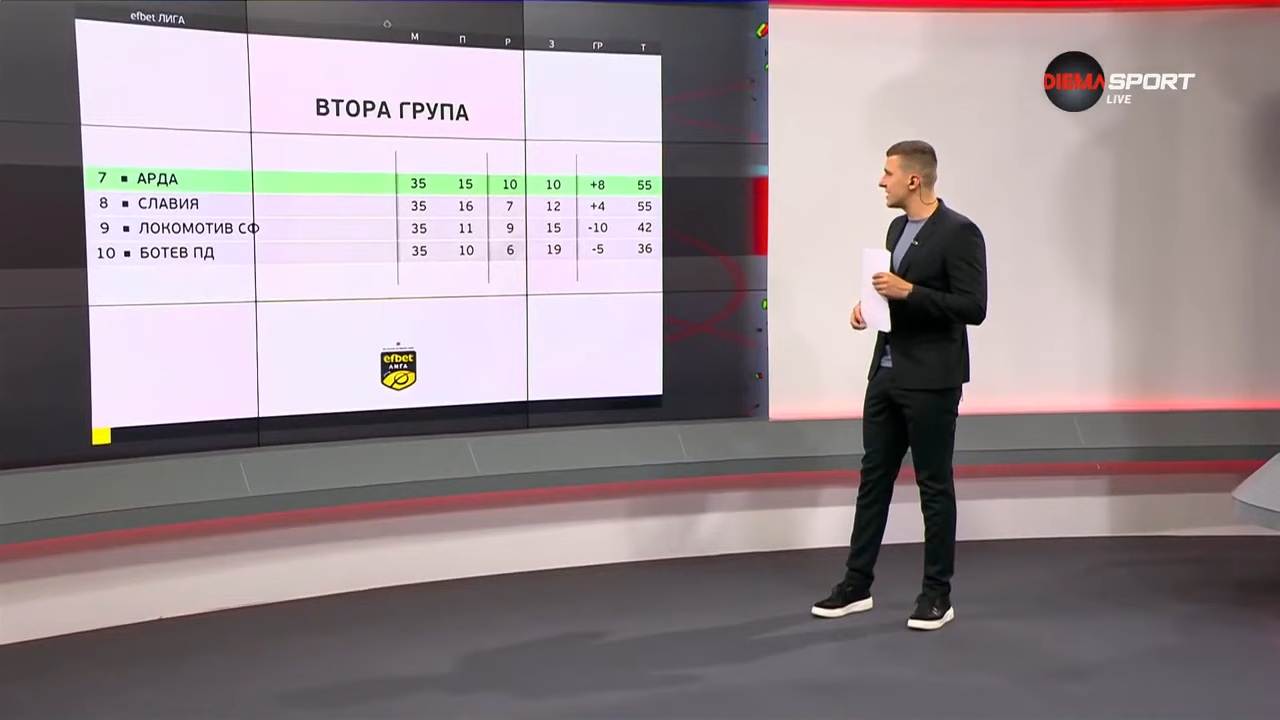 efbet ЛИГА
М П Р З ГР Т
ВТОРА ГРУПА
7 АРДА 35 15 10 10 +8 55
8 СЛАВИЯ 35 16 7 12 +4 55
9 ЛОКОМОТИВ СФ 35 11 9 15 -10 42
10 БОТЕВ ПД 35 10 6 19 -5 36
efbet
ЛИГА
DIEMA SPORT
LIVE